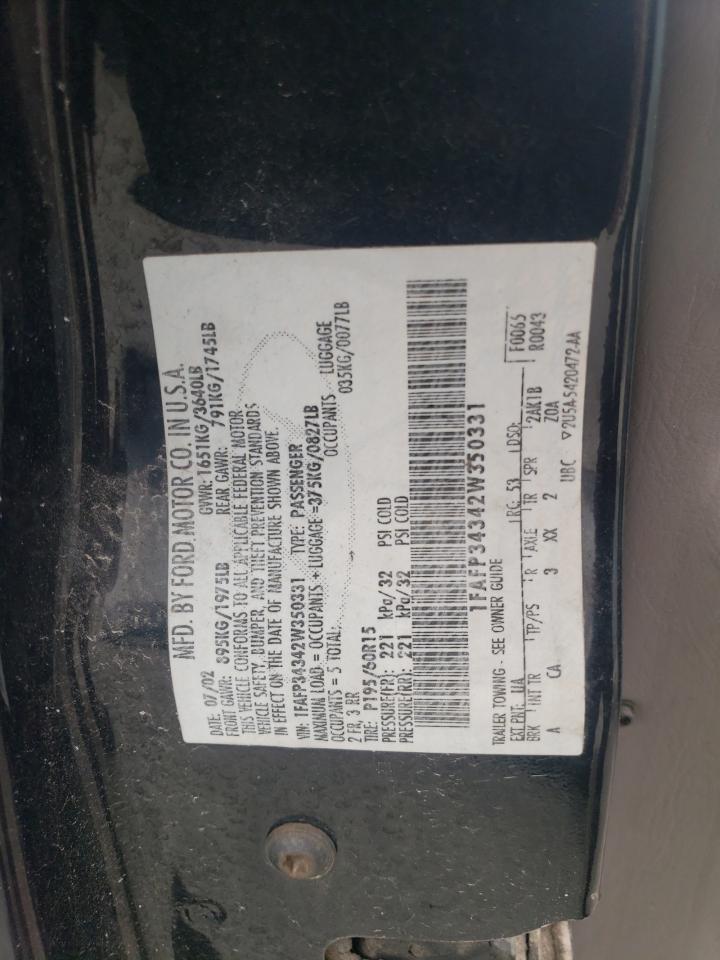 MFD. BY FORD MOTOR CO. IN U.S.A.
DATE: 07/02 GVWR: 1651KG/3640LB
FRONT GAWR: 895KG/1975LB REAR GAWR: 791KG/1745LB
THIS VEHICLE CONFORMS TO ALL APPLICABLE FEDERAL MOTOR
VEHICLE SAFETY, BUMPER, AND THEFT PREVENTION STANDARDS
IN EFFECT ON THE DATE OF MANUFACTURE SHOWN ABOVE.
VIN: 1FAFP34342W350331 TYPE: PASSENGER
MAXIMUM LOAD = OCCUPANTS + LUGGAGE =375KG/0827LB
OCCUPANTS = 5 TOTAL: OCCUPANTS LUGGAGE
2 FR, 3 RR 035KG/0077LB
TIRE: P195/60R15
PRESSURE(FR): 221 kPa/32 PSI COLD
PRESSURE(RR): 221 kPa/32 PSI COLD
1FAFP34342W350331
TRAILER TOWING - SEE OWNER GUIDE
EXT PNT: UA RC: 53 DSO: F0065
BRK INT TR TP/PS R AXLE TR SPR 2AK1B R0043
A CA 3 XX 2 Z0A
UBC ▽2U5A-5420472-AA